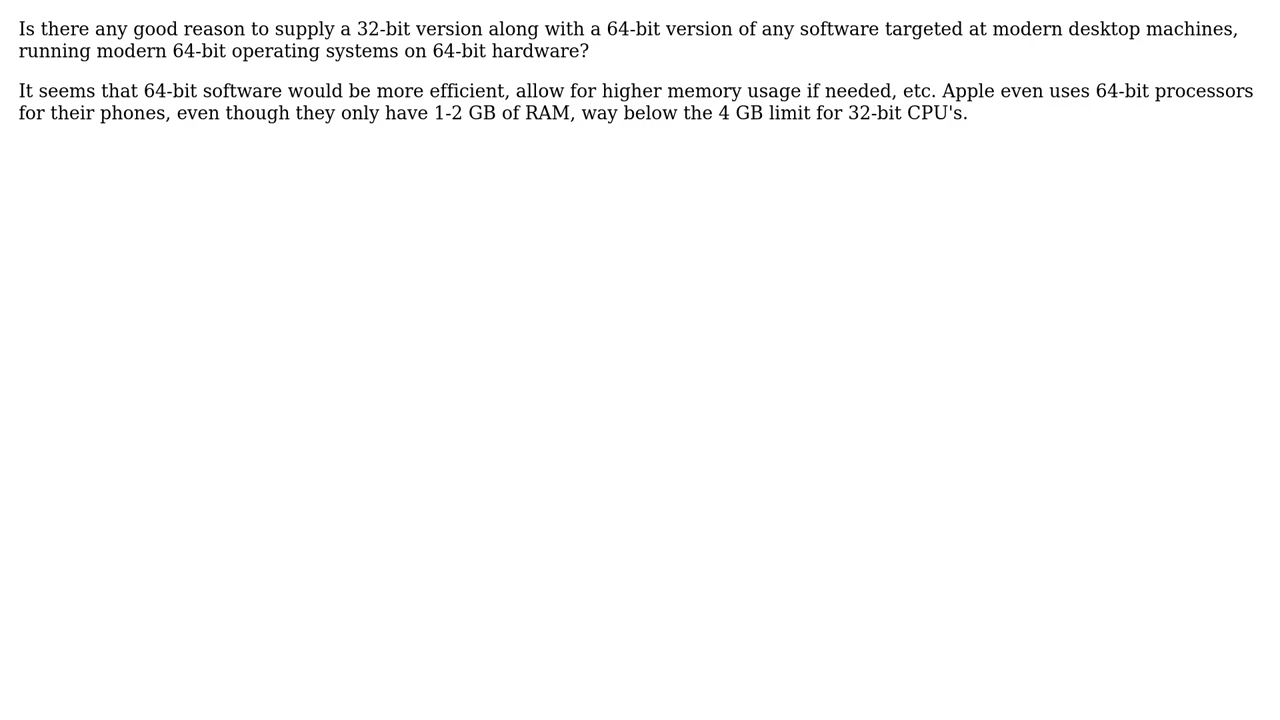 Is there any good reason to supply a 32-bit version along with a 64-bit version of any software targeted at modern desktop machines,
running modern 64-bit operating systems on 64-bit hardware?
It seems that 64-bit software would be more efficient, allow for higher memory usage if needed, etc. Apple even uses 64-bit processors
for their phones, even though they only have 1-2 GB of RAM, way below the 4 GB limit for 32-bit CPU's.